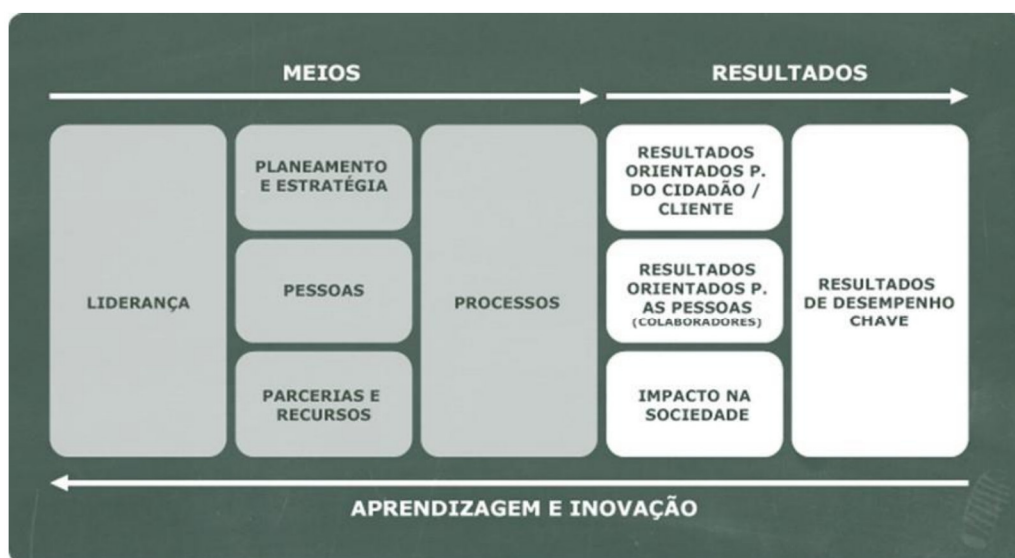 MEIOS
RESULTADOS
LIDERANÇA
PLANEAMENTO
E ESTRATÉGIA
PESSOAS
PARCERIAS E
RECURSOS
PROCESSOS
RESULTADOS
ORIENTADOS P.
DO CIDADÃO /
CLIENTE
RESULTADOS
ORIENTADOS P.
AS PESSOAS
(COLABORADORES)
IMPACTO NA
SOCIEDADE
RESULTADOS
DE DESEMPENHO
CHAVE
APRENDIZAGEM E INOVAÇÃO